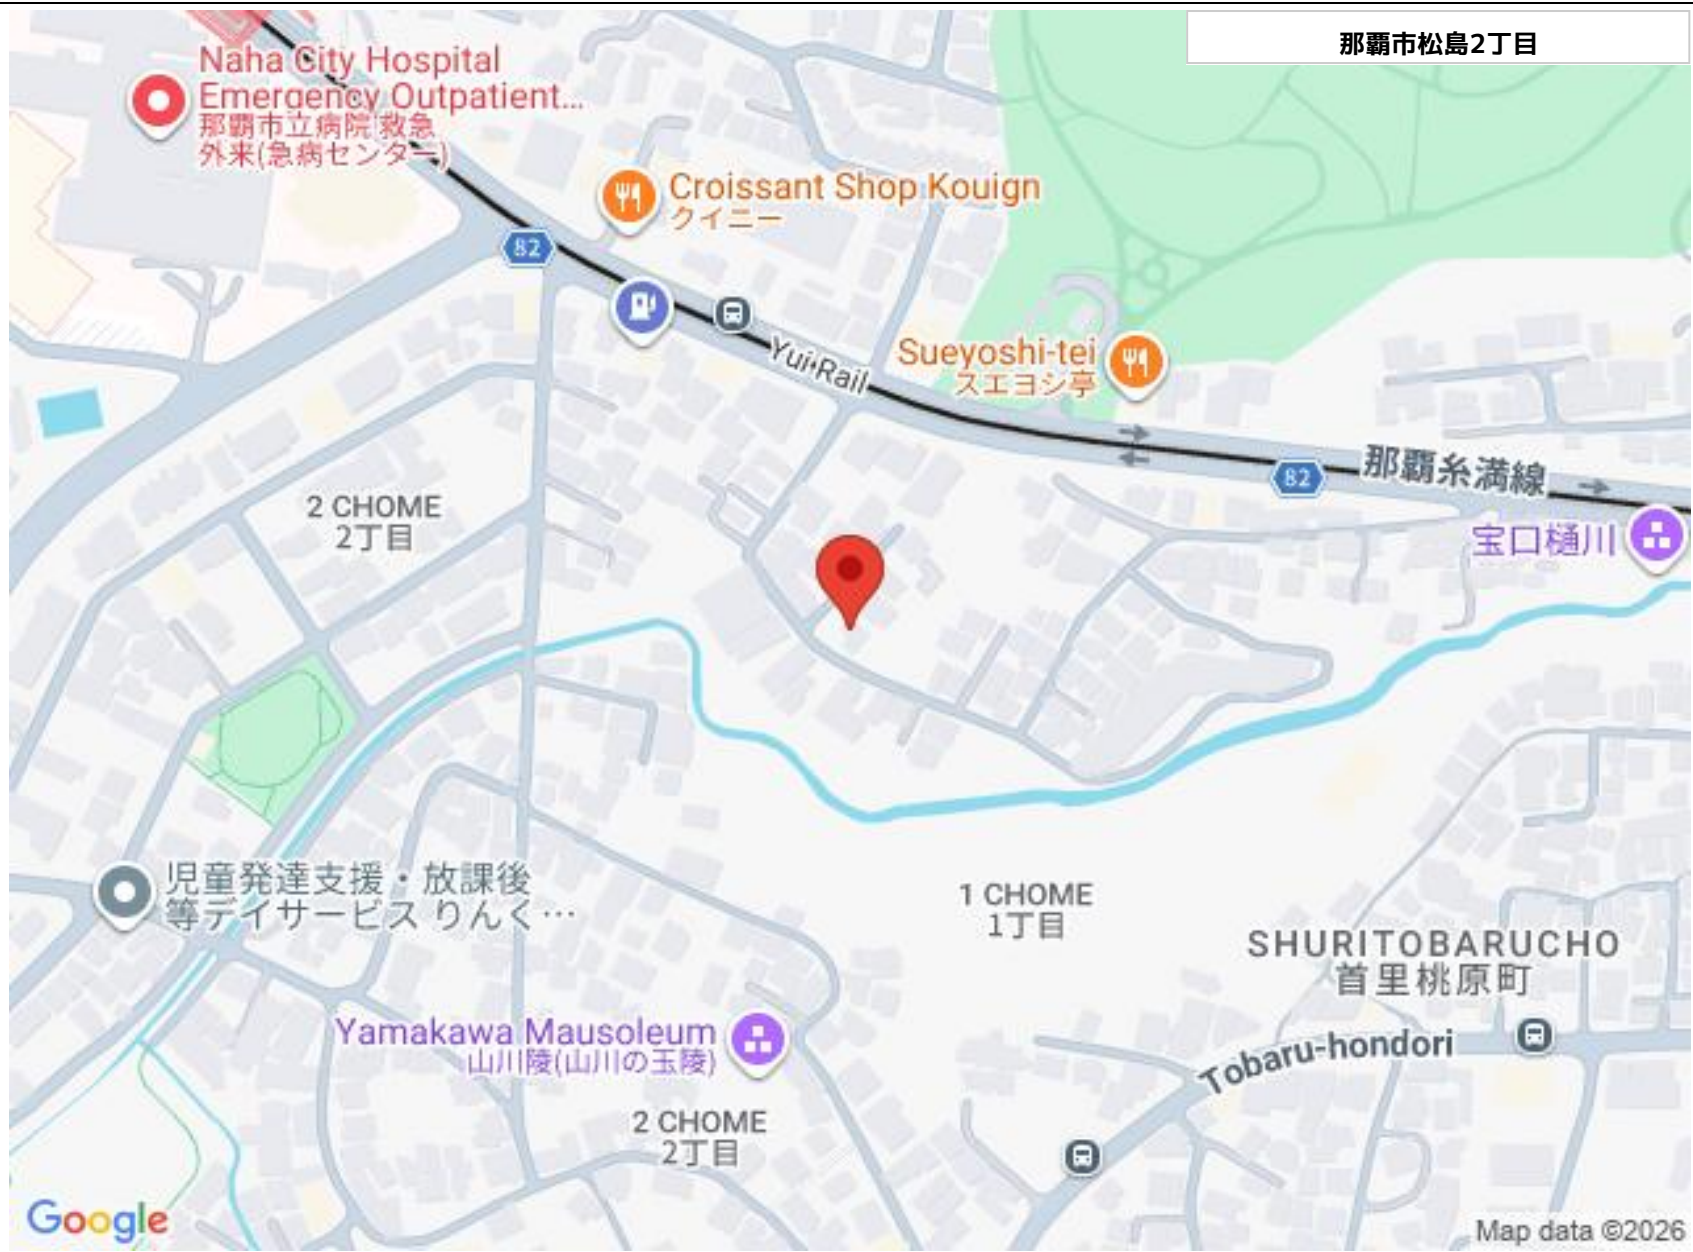 那覇市松島2丁目
Naha City Hospital
Emergency Outpatient...
那覇市立病院 救急
外来(急病センター)
Croissant Shop Kouign
クイニー
82
Yui Rail
Sueyoshi-tei
スエヨシ亭
82
那覇糸満線
宝口樋川
2 CHOME
2丁目
児童発達支援・放課後
等デイサービス りんく…
1 CHOME
1丁目
SHURITOBARUCHO
首里桃原町
Yamakawa Mausoleum
山川陵(山川の玉陵)
Tobaru-hondori
2 CHOME
2丁目
Google
Map data ©2026